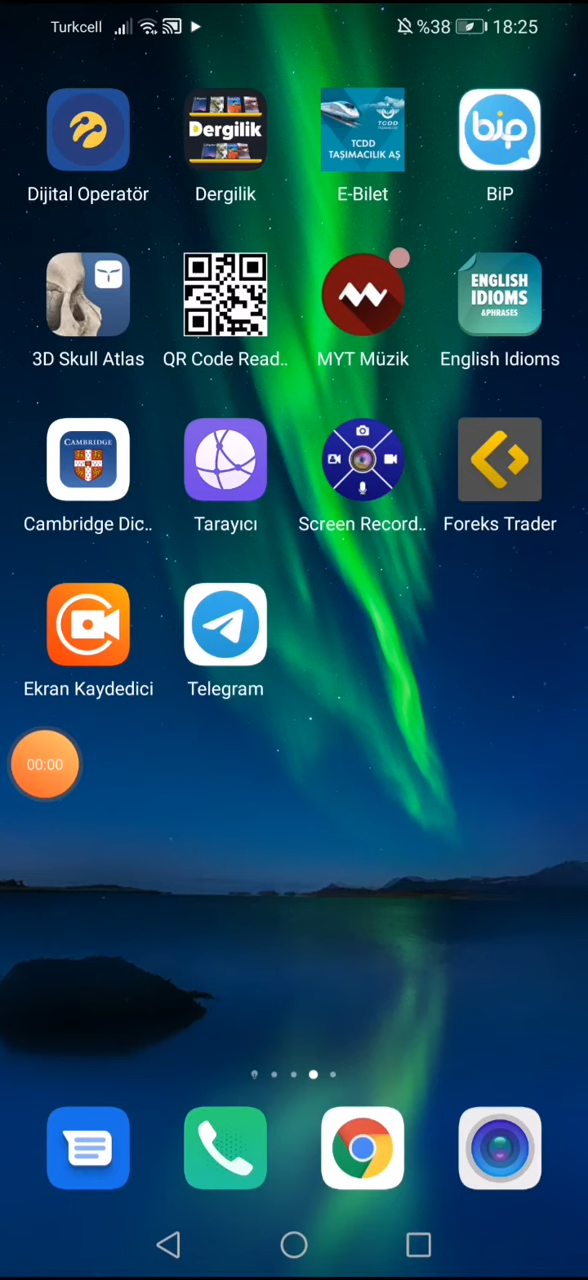 Turkcell %38 18:25
Dergilik
TCDD
TCDD
TAŞIMACILIK AŞ
bip
Dijital Operatör Dergilik E-Bilet BiP
ENGLISH
IDIOMS
&PHRASES
3D Skull Atlas QR Code Read.. MYT Müzik English Idioms
CAMBRIDGE
Cambridge Dic.. Tarayıcı Screen Record.. Foreks Trader
Ekran Kaydedici Telegram
00:00